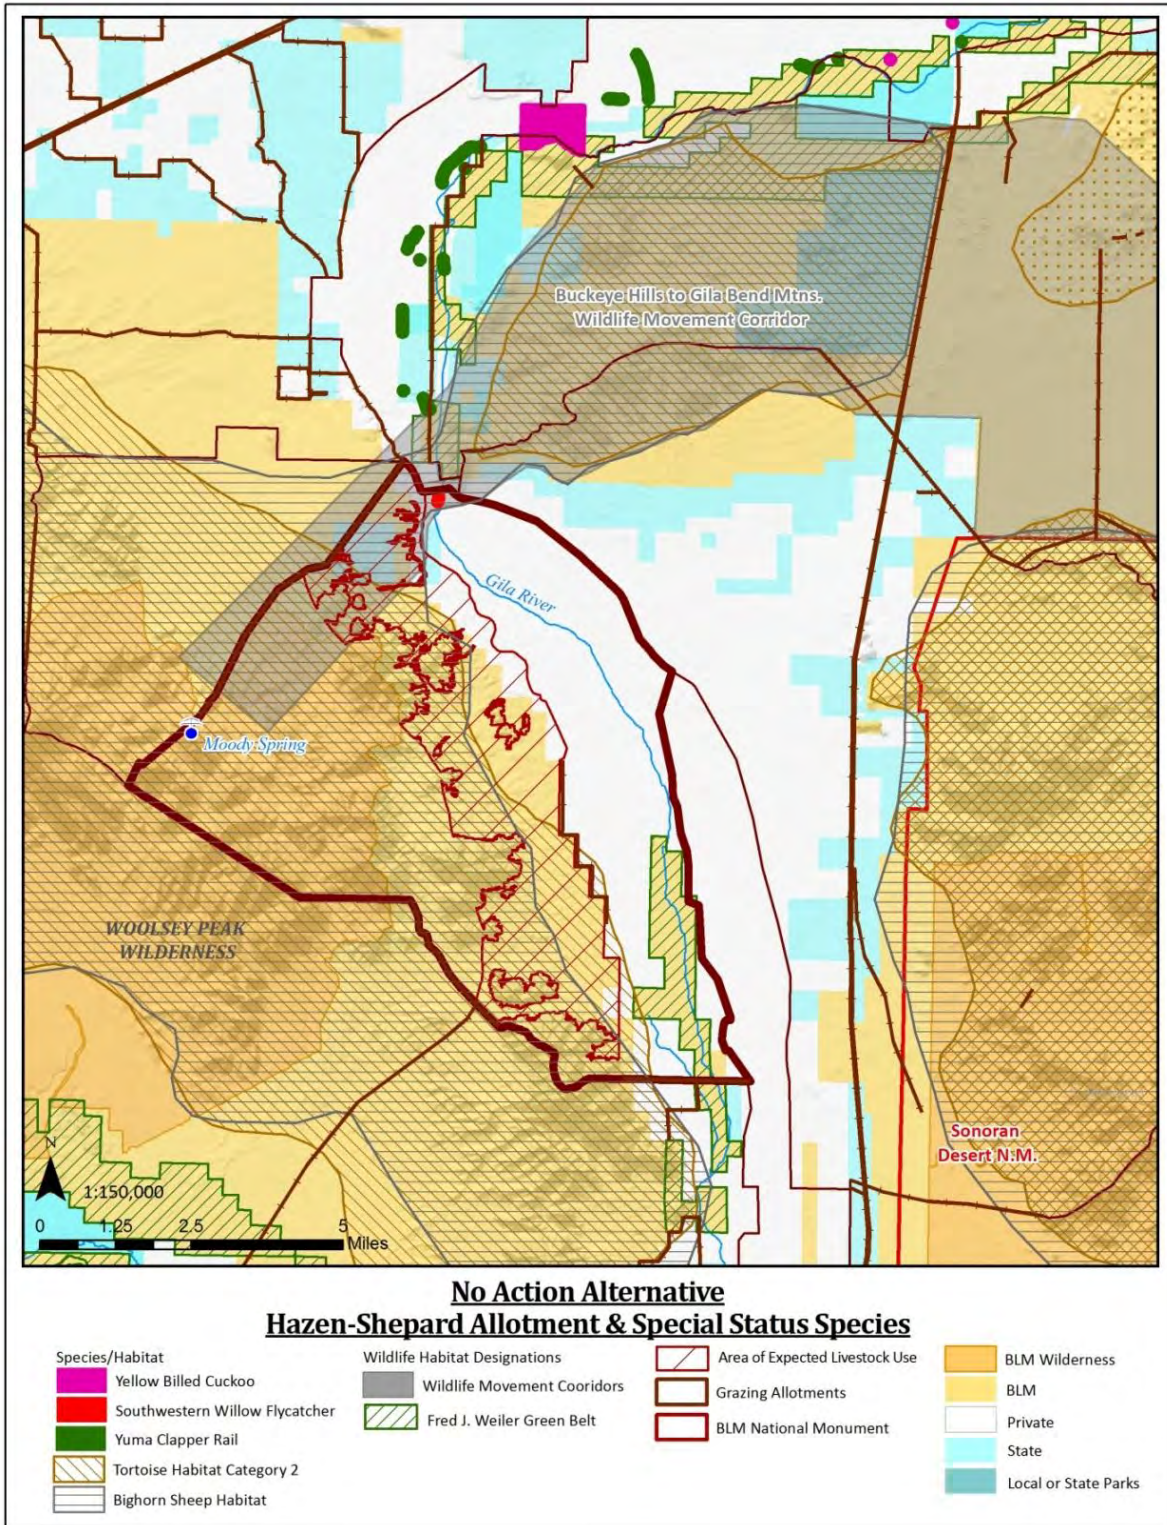 Buckeye Hills to Gila Bend Mtns.
Wildlife Movement Corridor
Gila River
Moody Spring
WOOLSEY PEAK
WILDERNESS
Sonoran
Desert N.M.
N
1:150,000
0 1.25 2.5 5
Miles
No Action Alternative
Hazen-Shepard Allotment & Special Status Species
Species/Habitat
Yellow Billed Cuckoo
Southwestern Willow Flycatcher
Yuma Clapper Rail
Tortoise Habitat Category 2
Bighorn Sheep Habitat
Wildlife Habitat Designations
Wildlife Movement Cooridors
Fred J. Weiler Green Belt
Area of Expected Livestock Use
Grazing Allotments
BLM National Monument
BLM Wilderness
BLM
Private
State
Local or State Parks